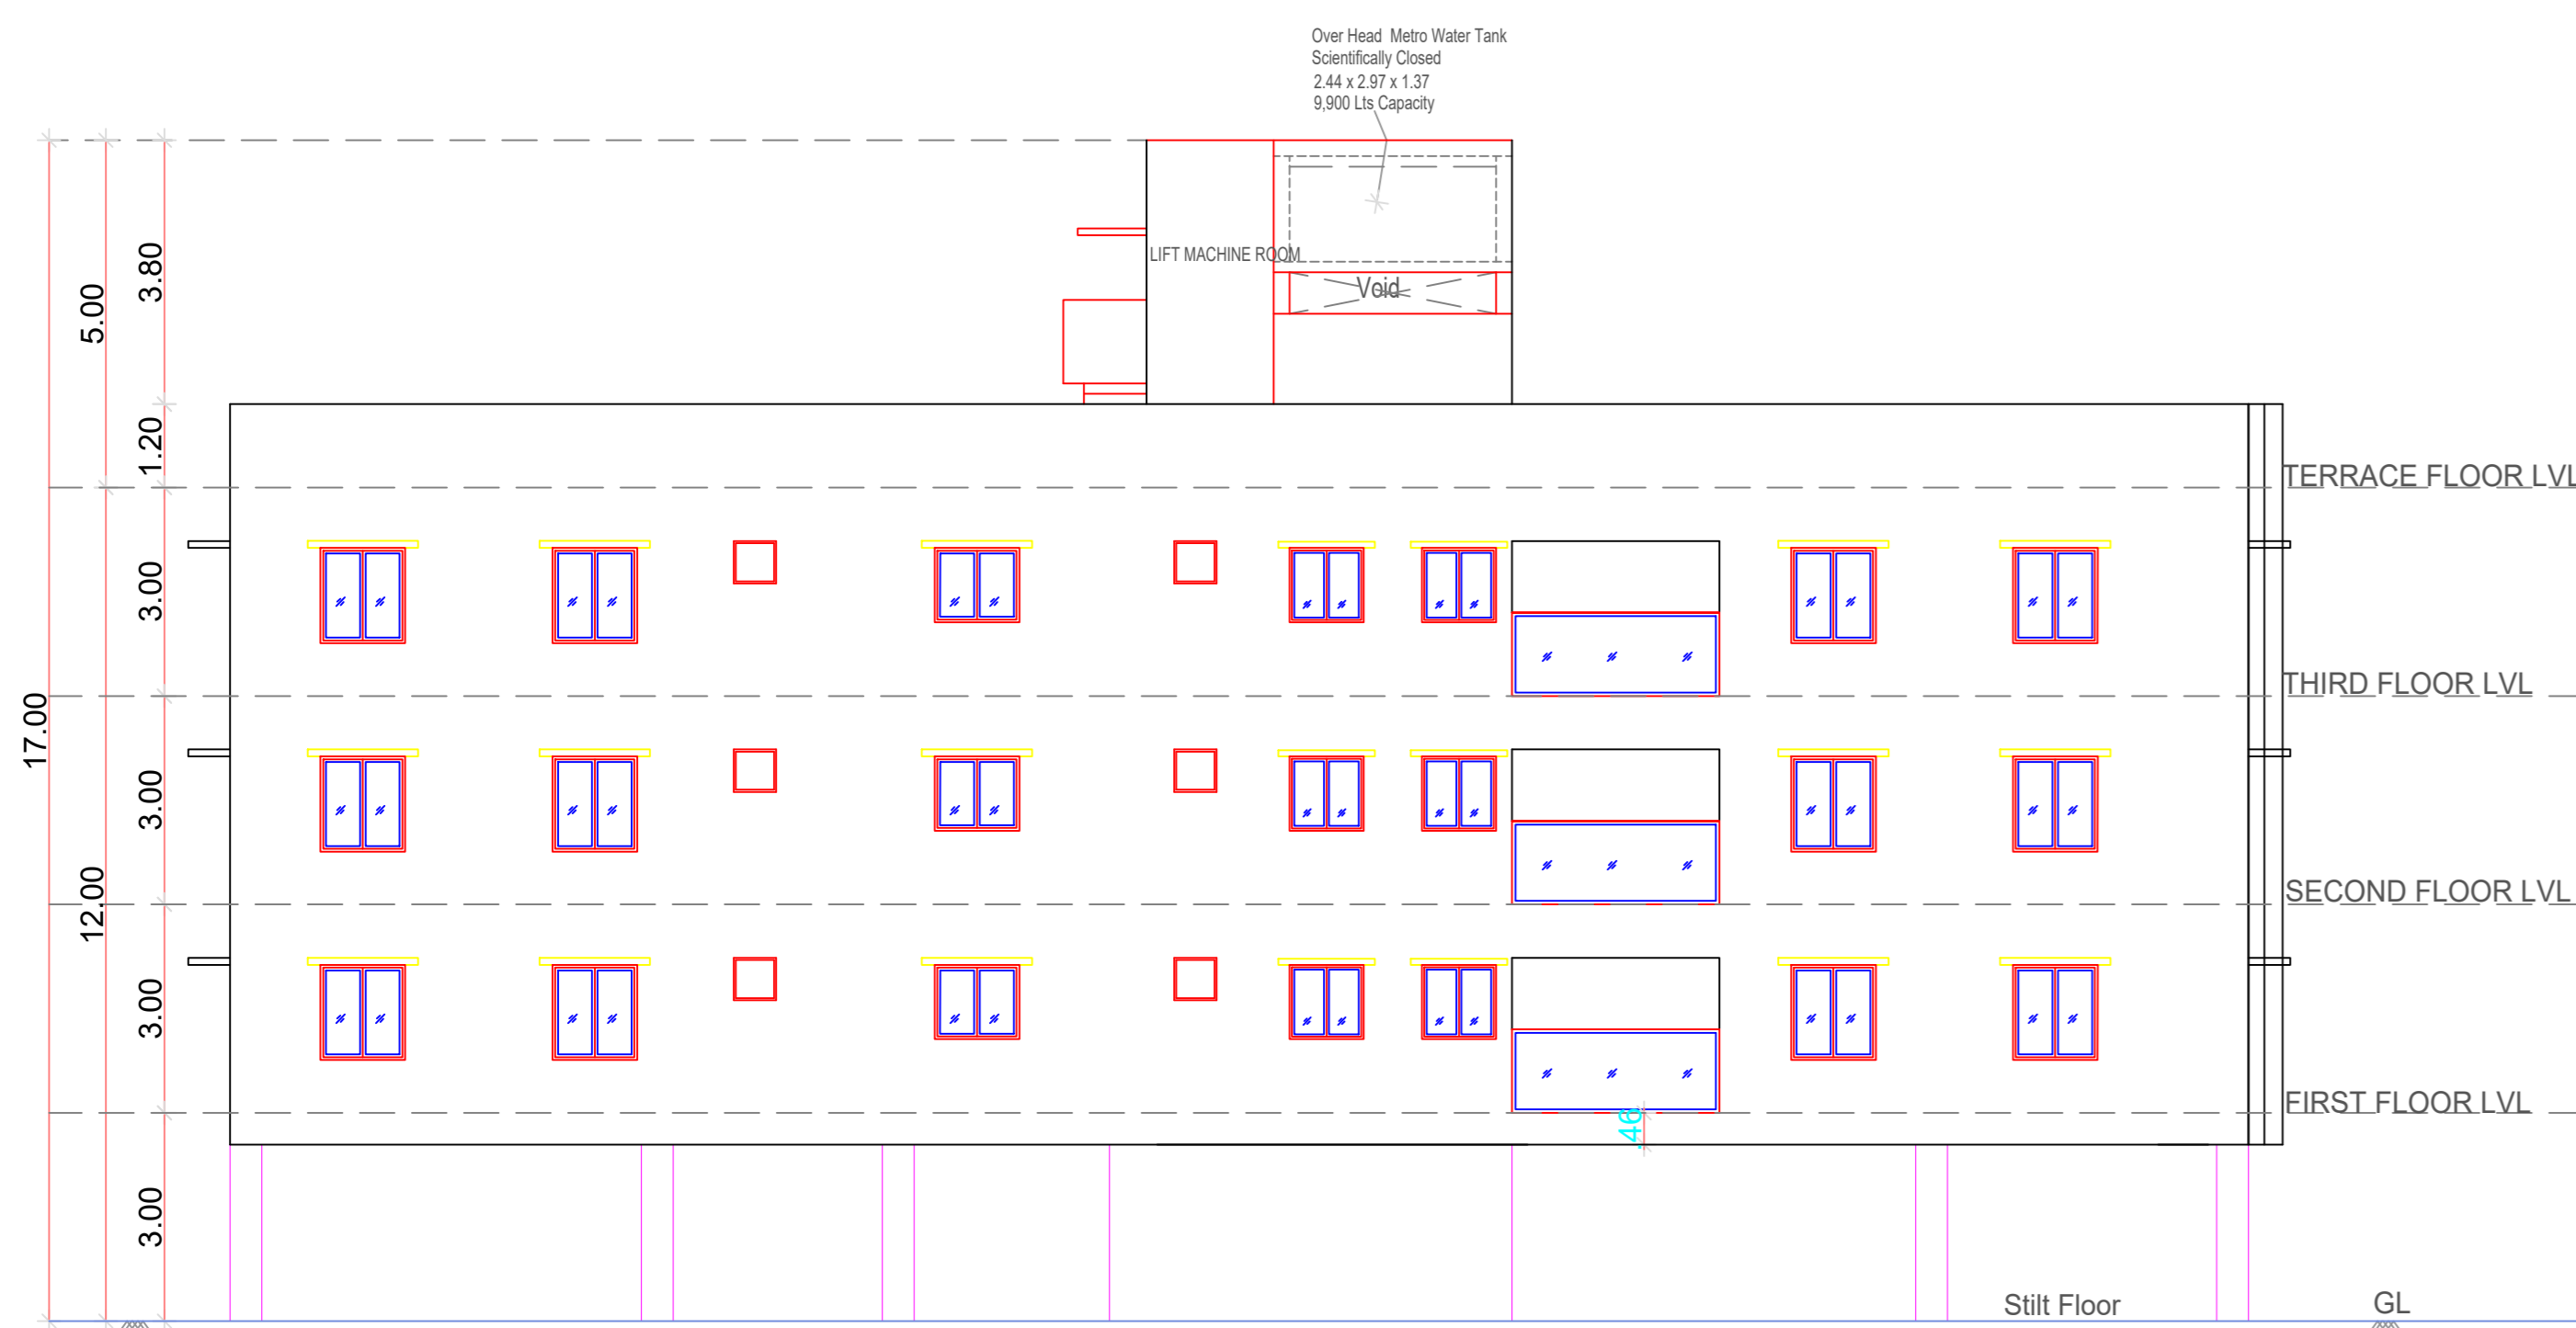 Over Head Metro Water Tank
Scientifically Closed
2.44 x 2.97 x 1.37
9,900 Lts Capacity
3.80
LIFT MACHINE ROOM
Void
5.00
1.20
TERRACE FLOOR LVL
3.00
THIRD FLOOR LVL
17.00
3.00
12.00
SECOND FLOOR LVL
3.00
FIRST FLOOR LVL
.46
3.00
Stilt Floor
GL